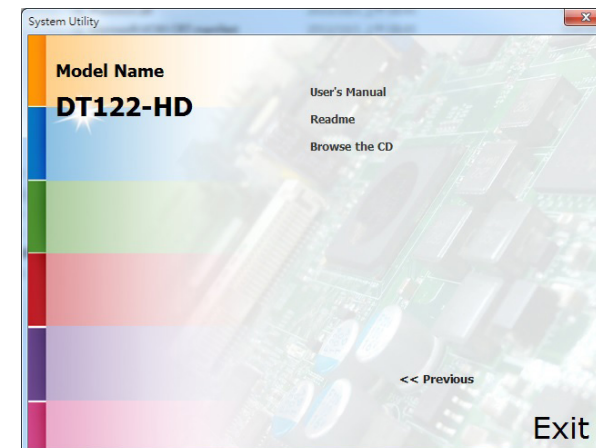 System Utility
Model Name
DT122-HD
User's Manual
Readme
Browse the CD
<< Previous
Exit